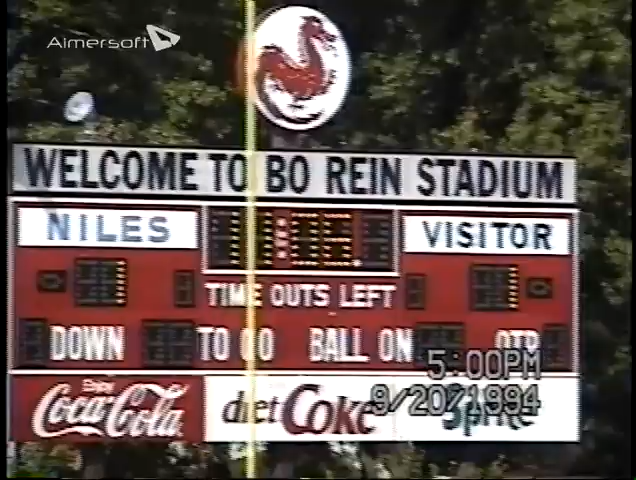 Aimersoft
WELCOME TO BO REIN STADIUM
NILES
VISITOR
TIME OUTS LEFT
DOWN TO GO BALL ON QTR
5:00PM
Enjoy
Coca-Cola
diet Coke
Sprite
9/20/1994